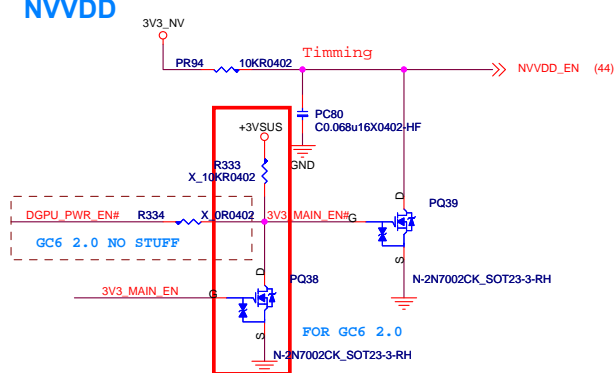 NVVDD
3V3_NV
PR94 10KR0402
Timming
NVVDD_EN (44)
PC80
C0.068u16X0402-HF
GND
+3VSUS
R333
X_10KR0402
DGPU_PWR_EN# R334 X_0R0402 3V3_MAIN_EN# G
D
PQ39
S
GC6 2.0 NO STUFF
D
PQ38
N-2N7002CK_SOT23-3-RH
3V3_MAIN_EN G
S
FOR GC6 2.0
N-2N7002CK_SOT23-3-RH